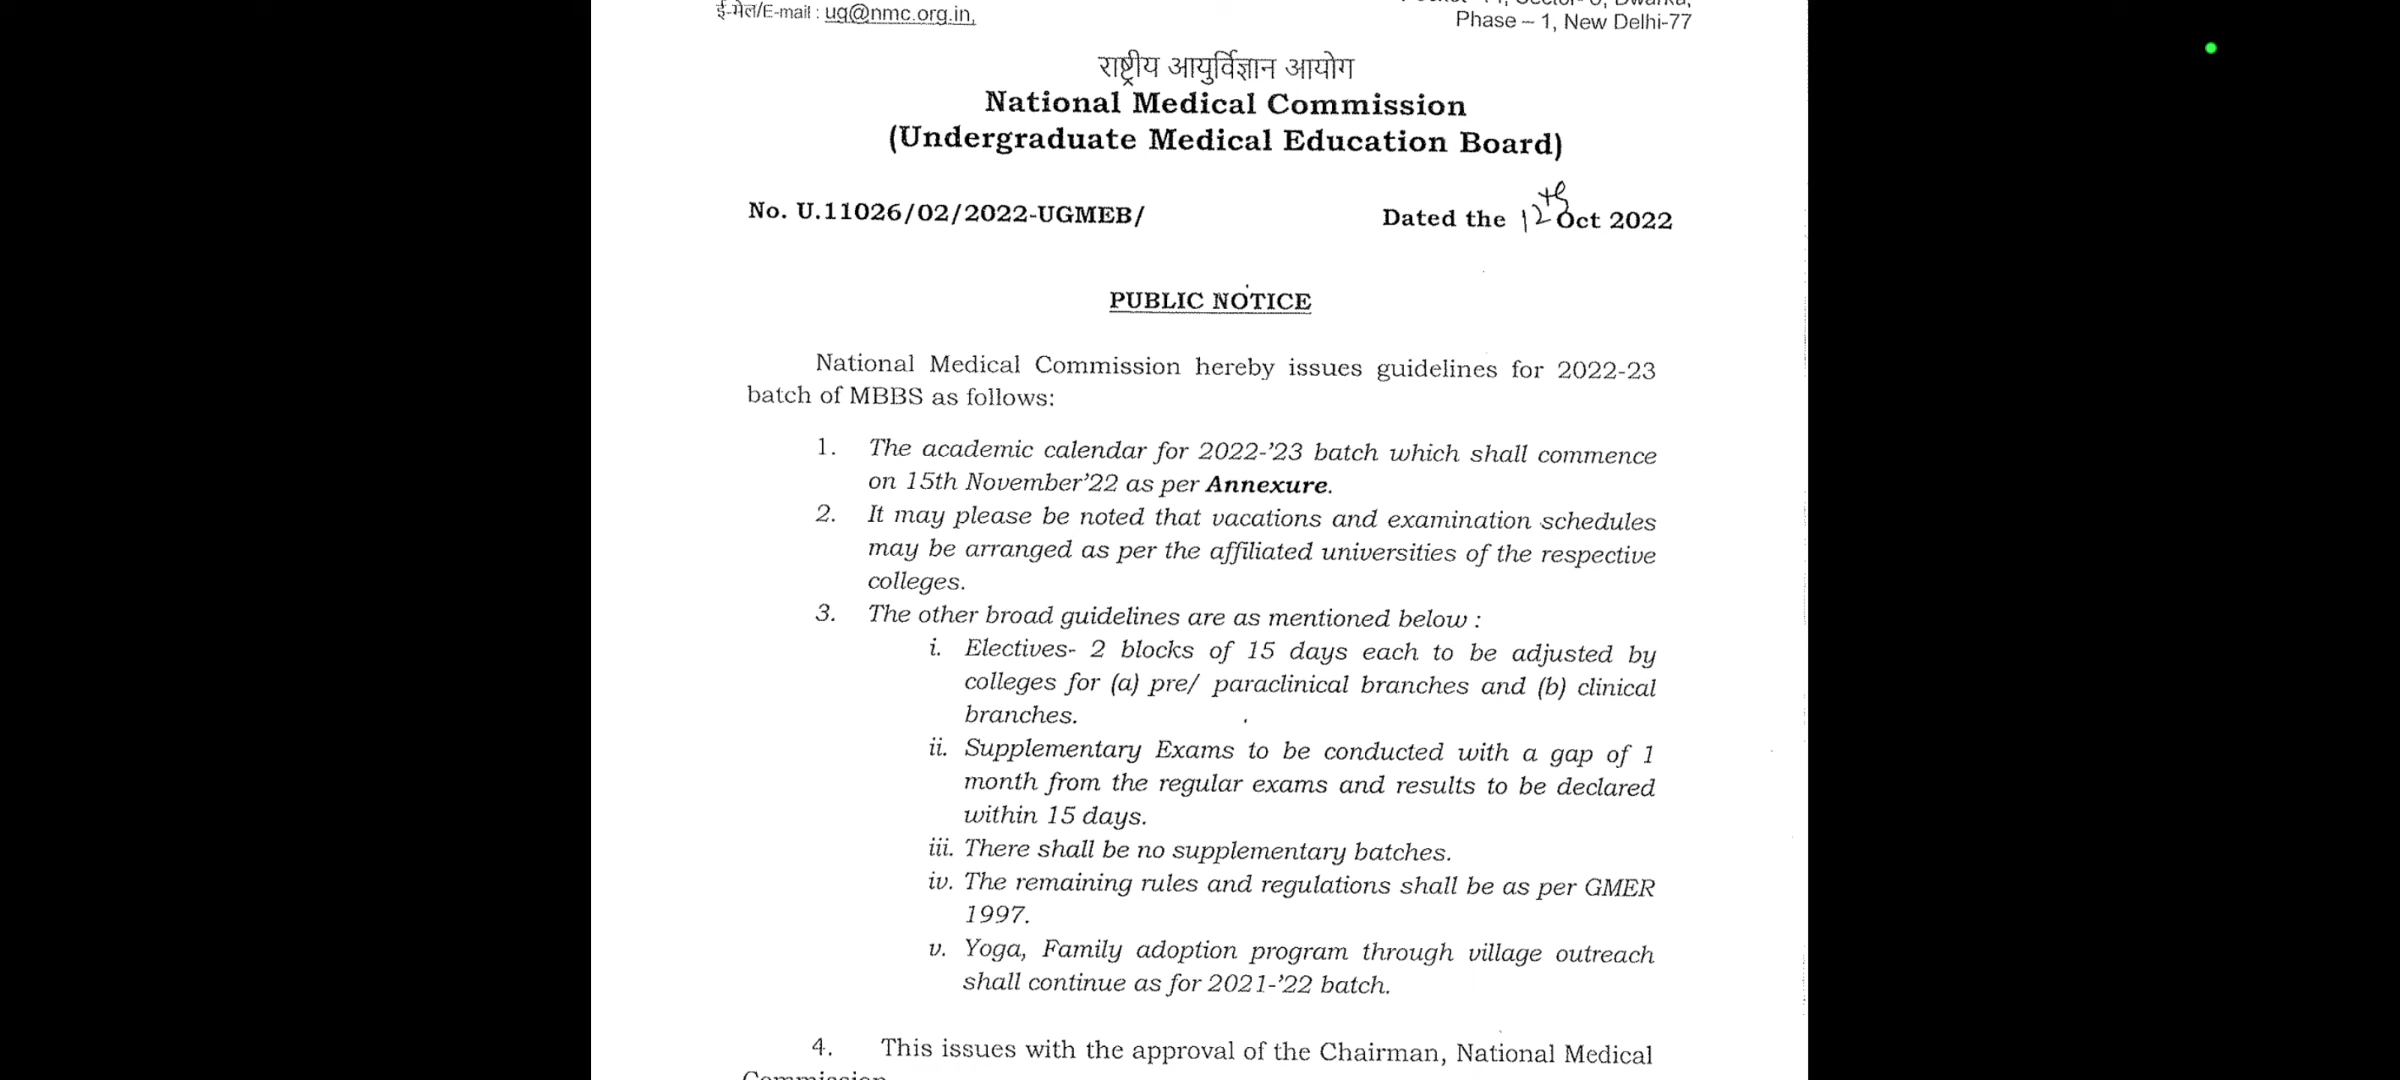 ई-मेल/E-mail : ug@nmc.org.in,
Phase – 1, New Delhi-77
राष्ट्रीय आयुर्विज्ञान आयोग
National Medical Commission
(Undergraduate Medical Education Board)
No. U.11026/02/2022-UGMEB/ Dated the 12th Oct 2022
PUBLIC NOTICE
National Medical Commission hereby issues guidelines for 2022-23
batch of MBBS as follows:
1. The academic calendar for 2022-'23 batch which shall commence
on 15th November'22 as per Annexure.
2. It may please be noted that vacations and examination schedules
may be arranged as per the affiliated universities of the respective
colleges.
3. The other broad guidelines are as mentioned below :
i. Electives- 2 blocks of 15 days each to be adjusted by
colleges for (a) pre/ paraclinical branches and (b) clinical
branches.
ii. Supplementary Exams to be conducted with a gap of 1
month from the regular exams and results to be declared
within 15 days.
iii. There shall be no supplementary batches.
iv. The remaining rules and regulations shall be as per GMER
1997.
v. Yoga, Family adoption program through village outreach
shall continue as for 2021-'22 batch.
4. This issues with the approval of the Chairman, National Medical